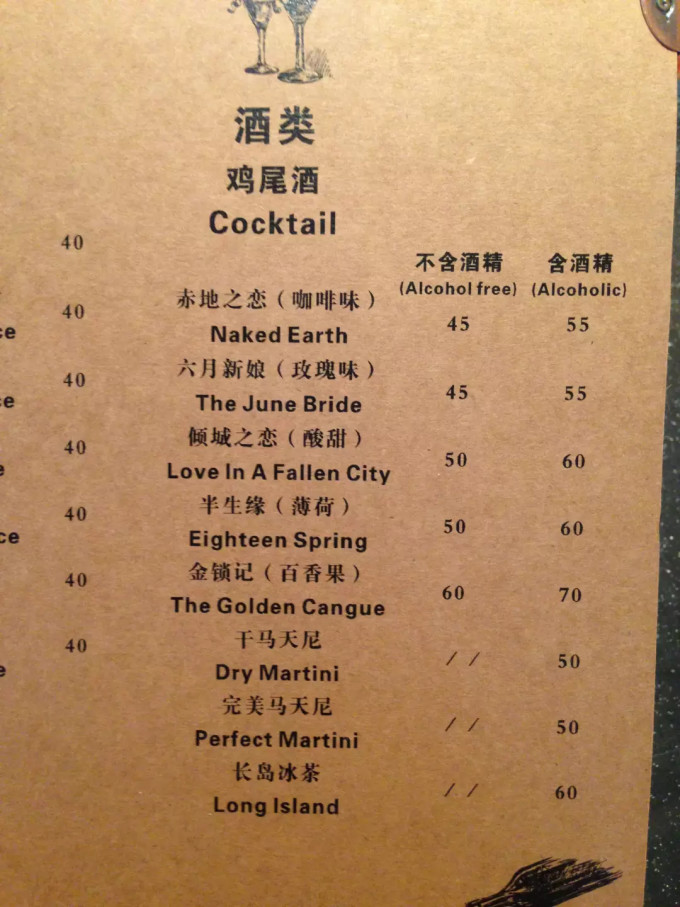 酒类
鸡尾酒
Cocktail
40
不含酒精 含酒精
(Alcohol free) (Alcoholic)
赤地之恋（咖啡味）
40
Naked Earth 45 55
ce
六月新娘（玫瑰味）
40
The June Bride 45 55
ce
倾城之恋（酸甜）
40
Love In A Fallen City 50 60
e
半生缘（薄荷）
40
Eighteen Spring 50 60
ce
金锁记（百香果）
40
The Golden Cangue 60 70
干马天尼
40
Dry Martini // 50
e
完美马天尼
Perfect Martini // 50
长岛冰茶
Long Island // 60